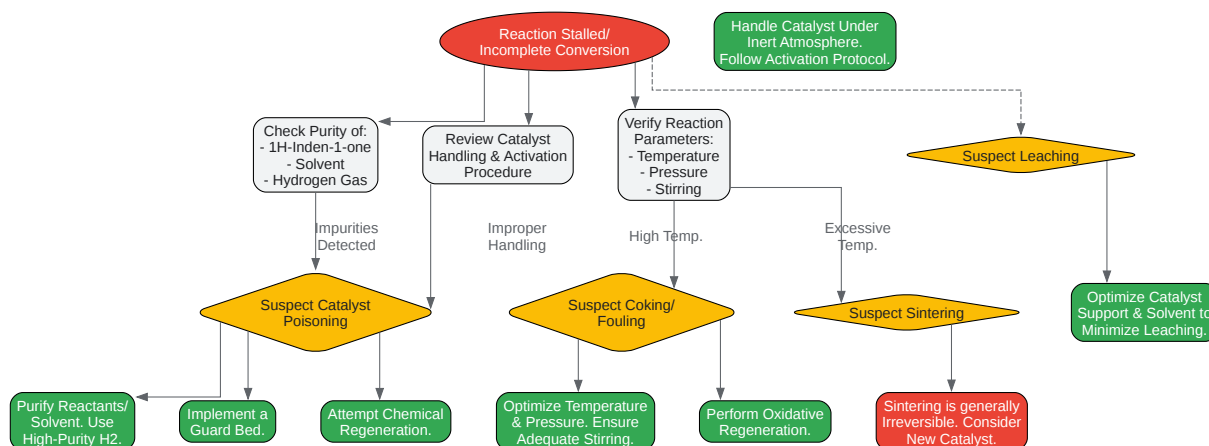 Reaction Stalled/
Incomplete Conversion
Handle Catalyst Under
Inert Atmosphere.
Follow Activation Protocol.
Check Purity of:
- 1H-Inden-1-one
- Solvent
- Hydrogen Gas
Review Catalyst
Handling & Activation
Procedure
Verify Reaction
Parameters:
- Temperature
- Pressure
- Stirring
Suspect Leaching
Impurities
Detected
Improper
Handling
High Temp.
Excessive
Temp.
Suspect Catalyst
Poisoning
Suspect Coking/
Fouling
Suspect Sintering
Optimize Catalyst
Support & Solvent to
Minimize Leaching.
Purify Reactants/
Solvent. Use
High-Purity H2.
Implement a
Guard Bed.
Attempt Chemical
Regeneration.
Optimize Temperature
& Pressure. Ensure
Adequate Stirring.
Perform Oxidative
Regeneration.
Sintering is generally
Irreversible. Consider
New Catalyst.